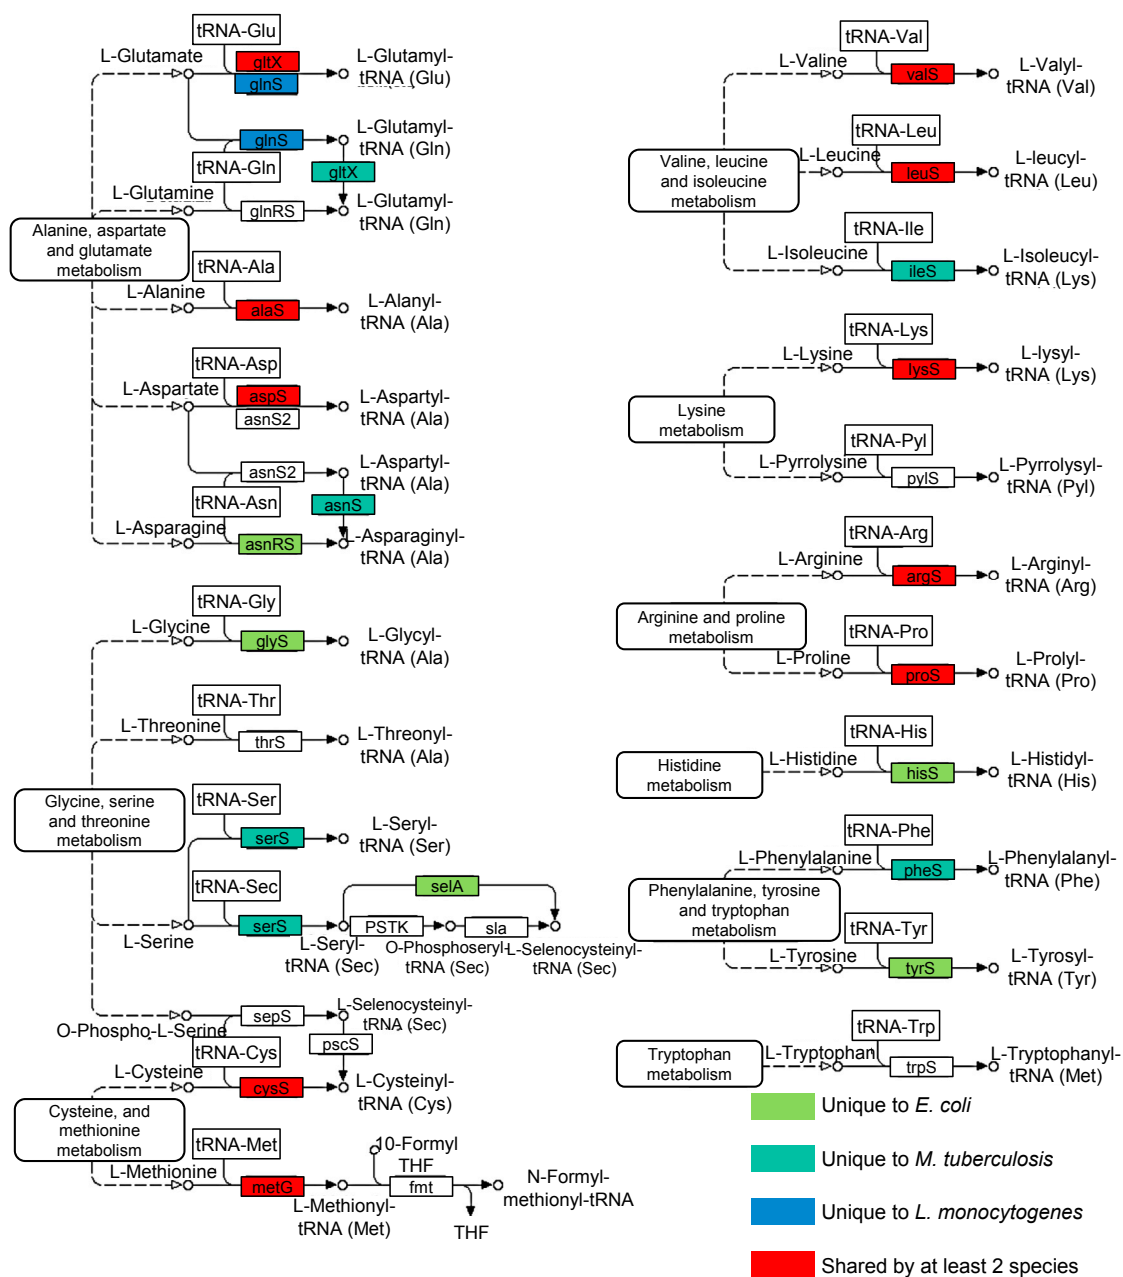 tRNA-Glu
L-Glutamate
gltX
glnS
L-Glutamyl-
tRNA (Glu)
glnS
L-Glutamyl-
tRNA (Gln)
tRNA-Gln
gltX
L-Glutamine
glnRS
L-Glutamyl-
tRNA (Gln)
Alanine, aspartate
and glutamate
metabolism
tRNA-Ala
L-Alanine
alaS
L-Alanyl-
tRNA (Ala)
tRNA-Asp
L-Aspartate
aspS
asnS2
L-Aspartyl-
tRNA (Ala)
asnS2
L-Aspartyl-
tRNA (Ala)
tRNA-Asn
asnS
L-Asparagine
asnRS
L-Asparaginyl-
tRNA (Ala)
tRNA-Gly
L-Glycine
glyS
L-Glycyl-
tRNA (Ala)
tRNA-Thr
L-Threonine
thrS
L-Threonyl-
tRNA (Ala)
Glycine, serine
and threonine
metabolism
tRNA-Ser
serS
L-Seryl-
tRNA (Ser)
tRNA-Sec
L-Serine
serS
L-Seryl-
tRNA (Sec)
selA
PSTK
O-Phosphoseryl-
tRNA (Sec)
sla
L-Selenocysteinyl-
tRNA (Sec)
O-Phospho-L-Serine
sepS
L-Selenocysteinyl-
tRNA (Sec)
pscS
tRNA-Cys
L-Cysteine
cysS
L-Cysteinyl-
tRNA (Cys)
Cysteine, and
methionine
metabolism
tRNA-Met
L-Methionine
metG
L-Methionyl-
tRNA (Met)
10-Formyl
THF
fmt
THF
N-Formyl-
methionyl-tRNA
tRNA-Val
L-Valine
valS
L-Valyl-
tRNA (Val)
tRNA-Leu
L-Leucine
leuS
L-leucyl-
tRNA (Leu)
Valine, leucine
and isoleucine
metabolism
tRNA-Ile
L-Isoleucine
ileS
L-Isoleucyl-
tRNA (Lys)
tRNA-Lys
L-Lysine
lysS
L-lysyl-
tRNA (Lys)
Lysine
metabolism
tRNA-Pyl
L-Pyrrolysine
pylS
L-Pyrrolysyl-
tRNA (Pyl)
tRNA-Arg
L-Arginine
argS
L-Arginyl-
tRNA (Arg)
Arginine and proline
metabolism
tRNA-Pro
L-Proline
proS
L-Prolyl-
tRNA (Pro)
tRNA-His
Histidine
metabolism
L-Histidine
hisS
L-Histidyl-
tRNA (His)
tRNA-Phe
L-Phenylalanine
pheS
L-Phenylalanyl-
tRNA (Phe)
Phenylalanine, tyrosine
and tryptophan
metabolism
tRNA-Tyr
L-Tyrosine
tyrS
L-Tyrosyl-
tRNA (Tyr)
tRNA-Trp
Tryptophan
metabolism
L-Tryptophan
trpS
L-Tryptophanyl-
tRNA (Met)
Unique to E. coli
Unique to M. tuberculosis
Unique to L. monocytogenes
Shared by at least 2 species